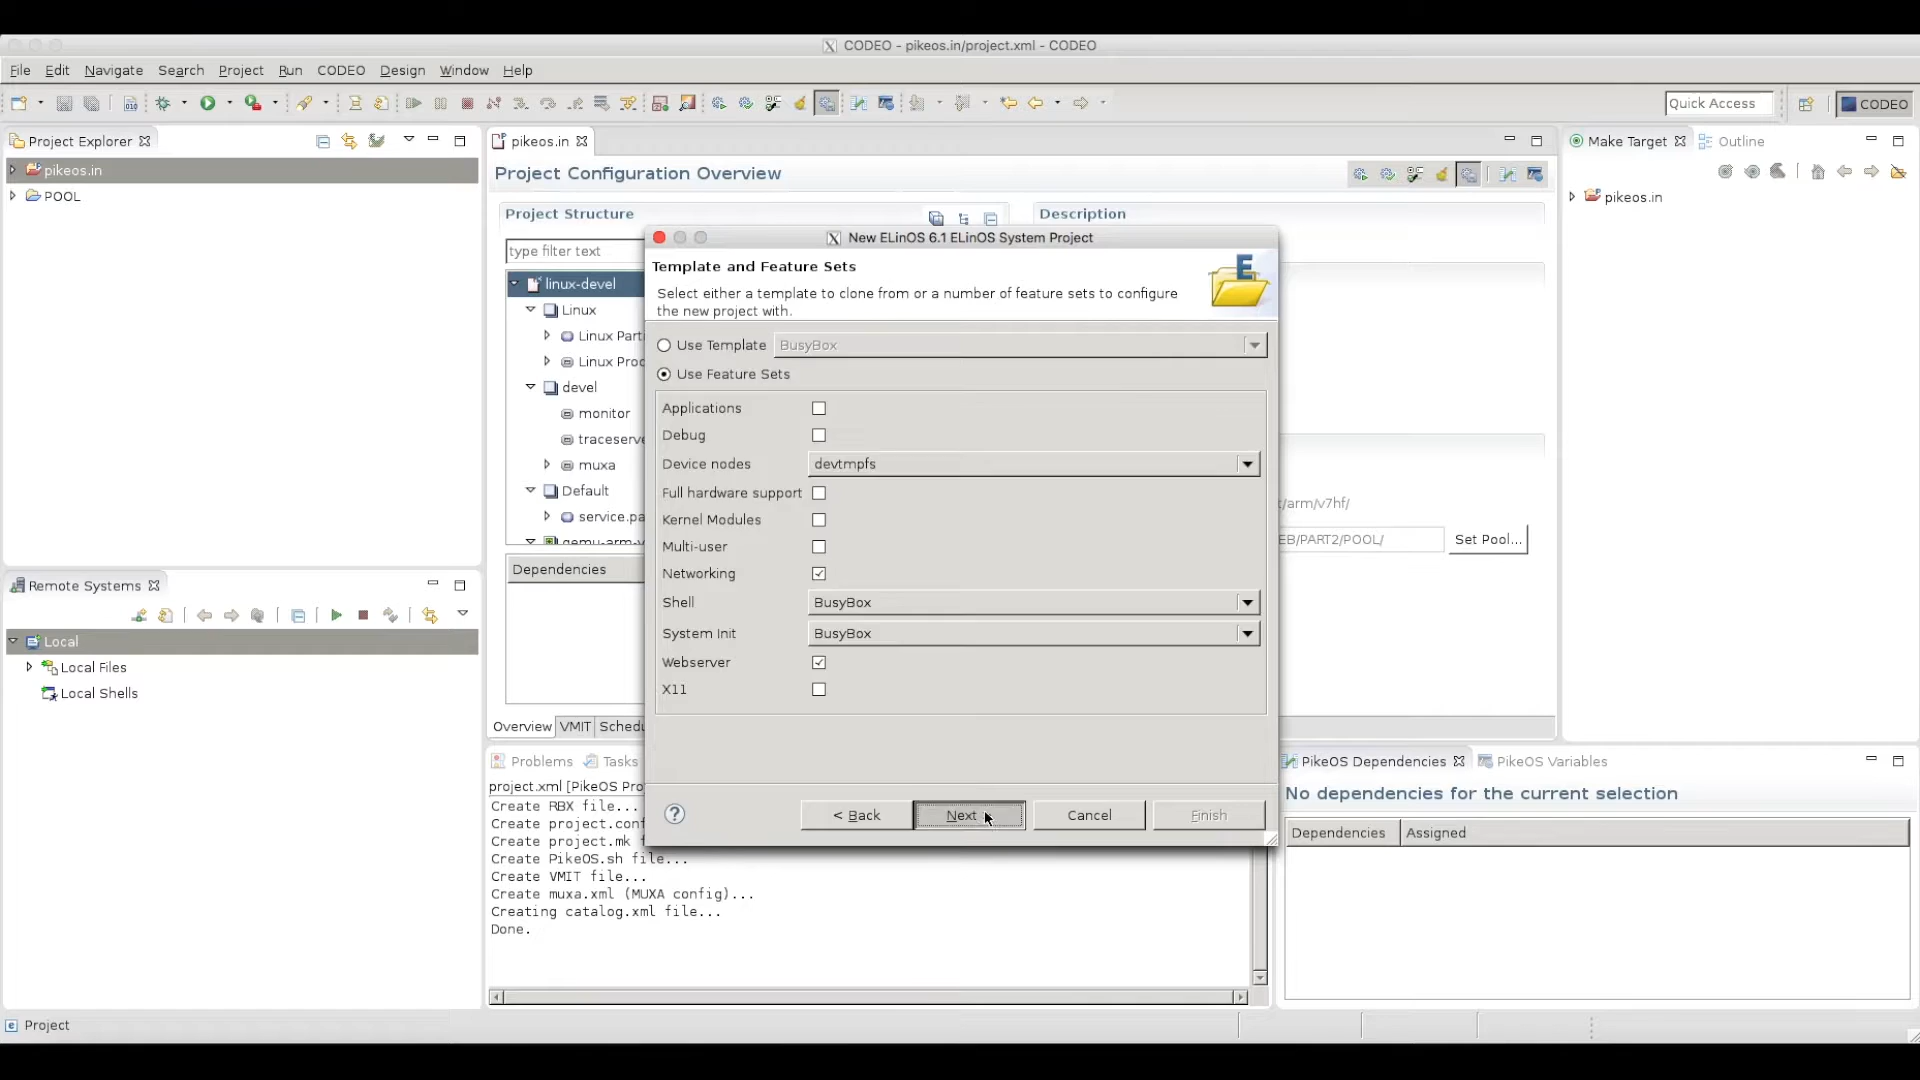 CODEO - pikeos.in/project.xml - CODEO
File Edit Navigate Search Project Run CODEO Design Window Help
Quick Access
CODEO
Project Explorer
pikeos.in
POOL
pikeos.in
Project Configuration Overview
Project Structure
Description
type filter text
linux-devel
Linux
Linux Part
Linux Proc
devel
monitor
traceserve
muxa
Default
service.pa
qemu-arm-v
Dependencies
Overview VMIT Schedu
/arm/v7hf/
EB/PART2/POOL/
Set Pool...
Make Target
Outline
pikeos.in
Remote Systems
Local
Local Files
Local Shells
New ELinOS 6.1 ELinOS System Project
Template and Feature Sets
Select either a template to clone from or a number of feature sets to configure
the new project with.
Use Template BusyBox
Use Feature Sets
Applications
Debug
Device nodes devtmpfs
Full hardware support
Kernel Modules
Multi-user
Networking
Shell BusyBox
System Init BusyBox
Webserver
X11
< Back Next Cancel Finish
Problems Tasks
project.xml [PikeOS Pro
Create RBX file...
Create project.conf
Create project.mk f
Create PikeOS.sh file...
Create VMIT file...
Create muxa.xml (MUXA config)...
Creating catalog.xml file...
Done.
PikeOS Dependencies
PikeOS Variables
No dependencies for the current selection
Dependencies Assigned
Project